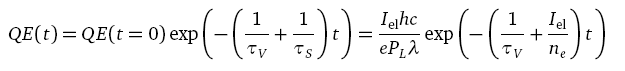 QE(t) = QE(t = 0) exp(−(1/τ_V + 1/τ_S) t) = (I_el hc)/(eP_L λ) exp(−(1/τ_V + I_el/n_e) t)